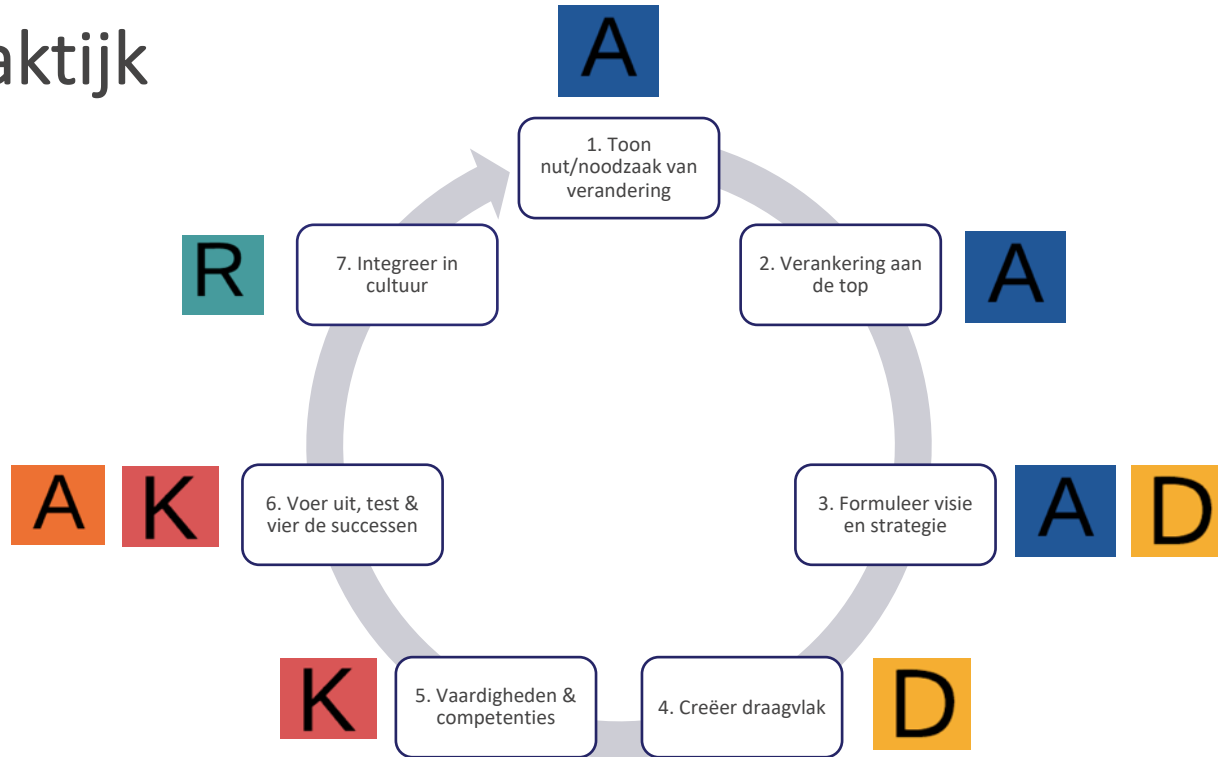 aktijk
A
1. Toon
nut/noodzaak van
verandering
2. Verankering aan
de top
A
3. Formuleer visie
en strategie
A D
4. Creëer draagvlak
D
5. Vaardigheden &
competenties
K
6. Voer uit, test &
vier de successen
A K
7. Integreer in
cultuur
R